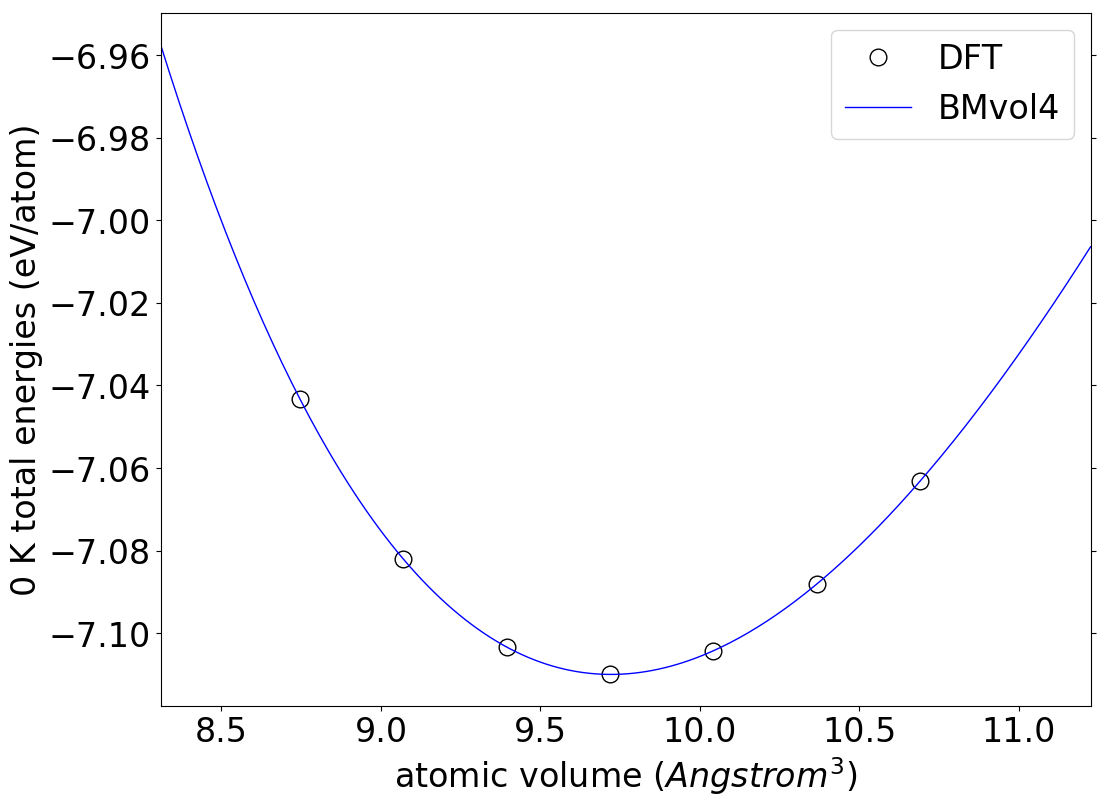 DFT
BMvol4
0 K total energies (eV/atom)
−6.96
−6.98
−7.00
−7.02
−7.04
−7.06
−7.08
−7.10
8.5 9.0 9.5 10.0 10.5 11.0
atomic volume (Angstrom³)